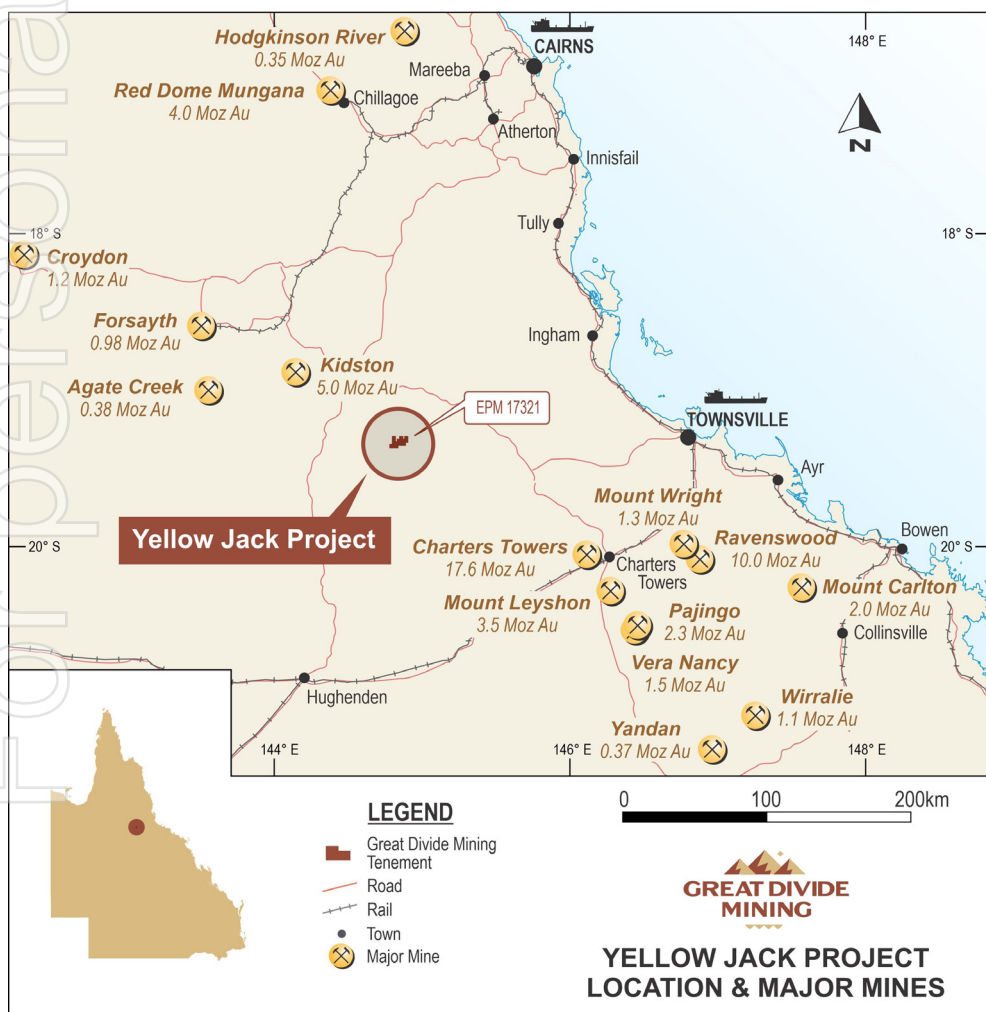 For persona
148° E
Hodgkinson River
0.35 Moz Au
CAIRNS
Mareeba
Red Dome Mungana
4.0 Moz Au
Chillagoe
Atherton
N
Innisfail
Tully
18° S
18° S
Croydon
1.2 Moz Au
Forsayth
0.98 Moz Au
Ingham
Kidston
5.0 Moz Au
Agate Creek
0.38 Moz Au
EPM 17321
TOWNSVILLE
Ayr
Yellow Jack Project
Mount Wright
1.3 Moz Au
Ravenswood
10.0 Moz Au
Bowen
20° S
20° S
Charters Towers
17.6 Moz Au
Charters
Towers
Mount Carlton
2.0 Moz Au
Mount Leyshon
3.5 Moz Au
Pajingo
2.3 Moz Au
Collinsville
Vera Nancy
1.5 Moz Au
Hughenden
Wirralie
1.1 Moz Au
Yandan
0.37 Moz Au
144° E
146° E
148° E
LEGEND
Great Divide Mining
Tenement
Road
Rail
Town
Major Mine
0 100 200km
GREAT DIVIDE
MINING
YELLOW JACK PROJECT
LOCATION & MAJOR MINES